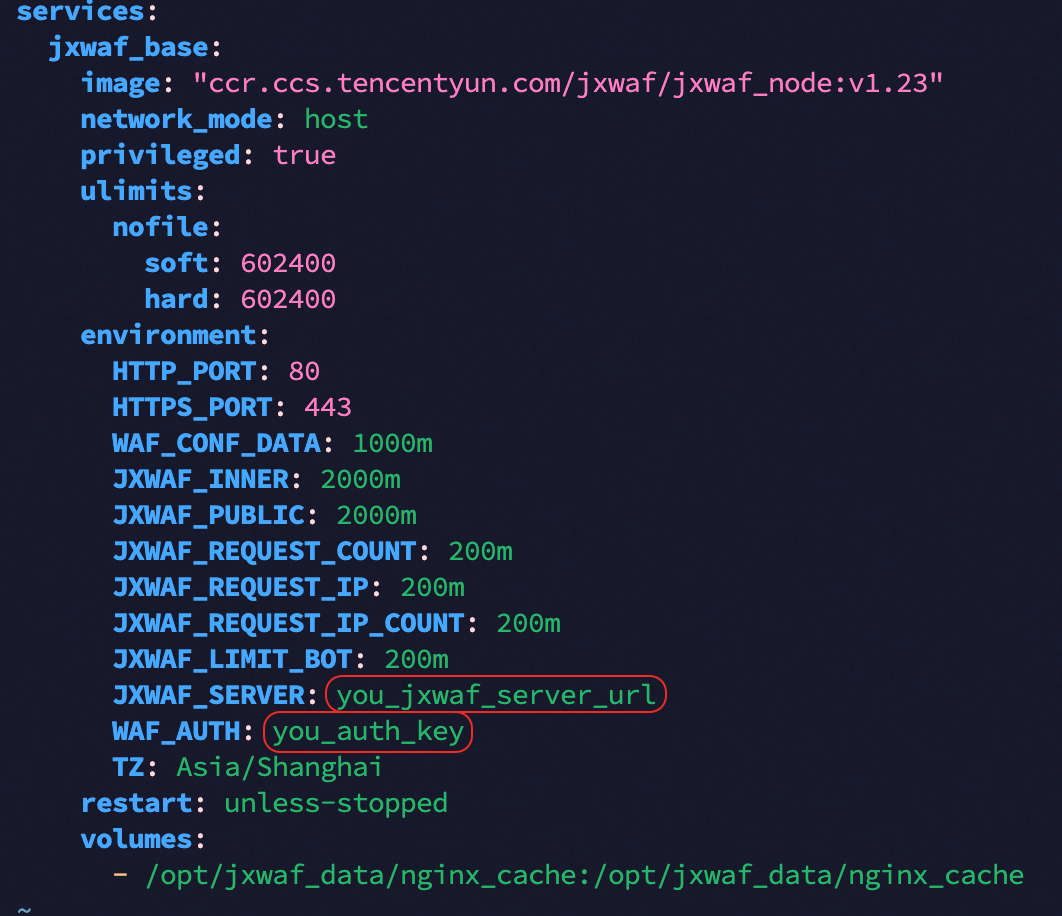 services:
  jxwaf_base:
    image: "ccr.ccs.tencentyun.com/jxwaf/jxwaf_node:v1.23"
    network_mode: host
    privileged: true
    ulimits:
      nofile:
        soft: 602400
        hard: 602400
    environment:
      HTTP_PORT: 80
      HTTPS_PORT: 443
      WAF_CONF_DATA: 1000m
      JXWAF_INNER: 2000m
      JXWAF_PUBLIC: 2000m
      JXWAF_REQUEST_COUNT: 200m
      JXWAF_REQUEST_IP: 200m
      JXWAF_REQUEST_IP_COUNT: 200m
      JXWAF_LIMIT_BOT: 200m
      JXWAF_SERVER: you_jxwaf_server_url
      WAF_AUTH: you_auth_key
      TZ: Asia/Shanghai
    restart: unless-stopped
    volumes:
      - /opt/jxwaf_data/nginx_cache:/opt/jxwaf_data/nginx_cache
~